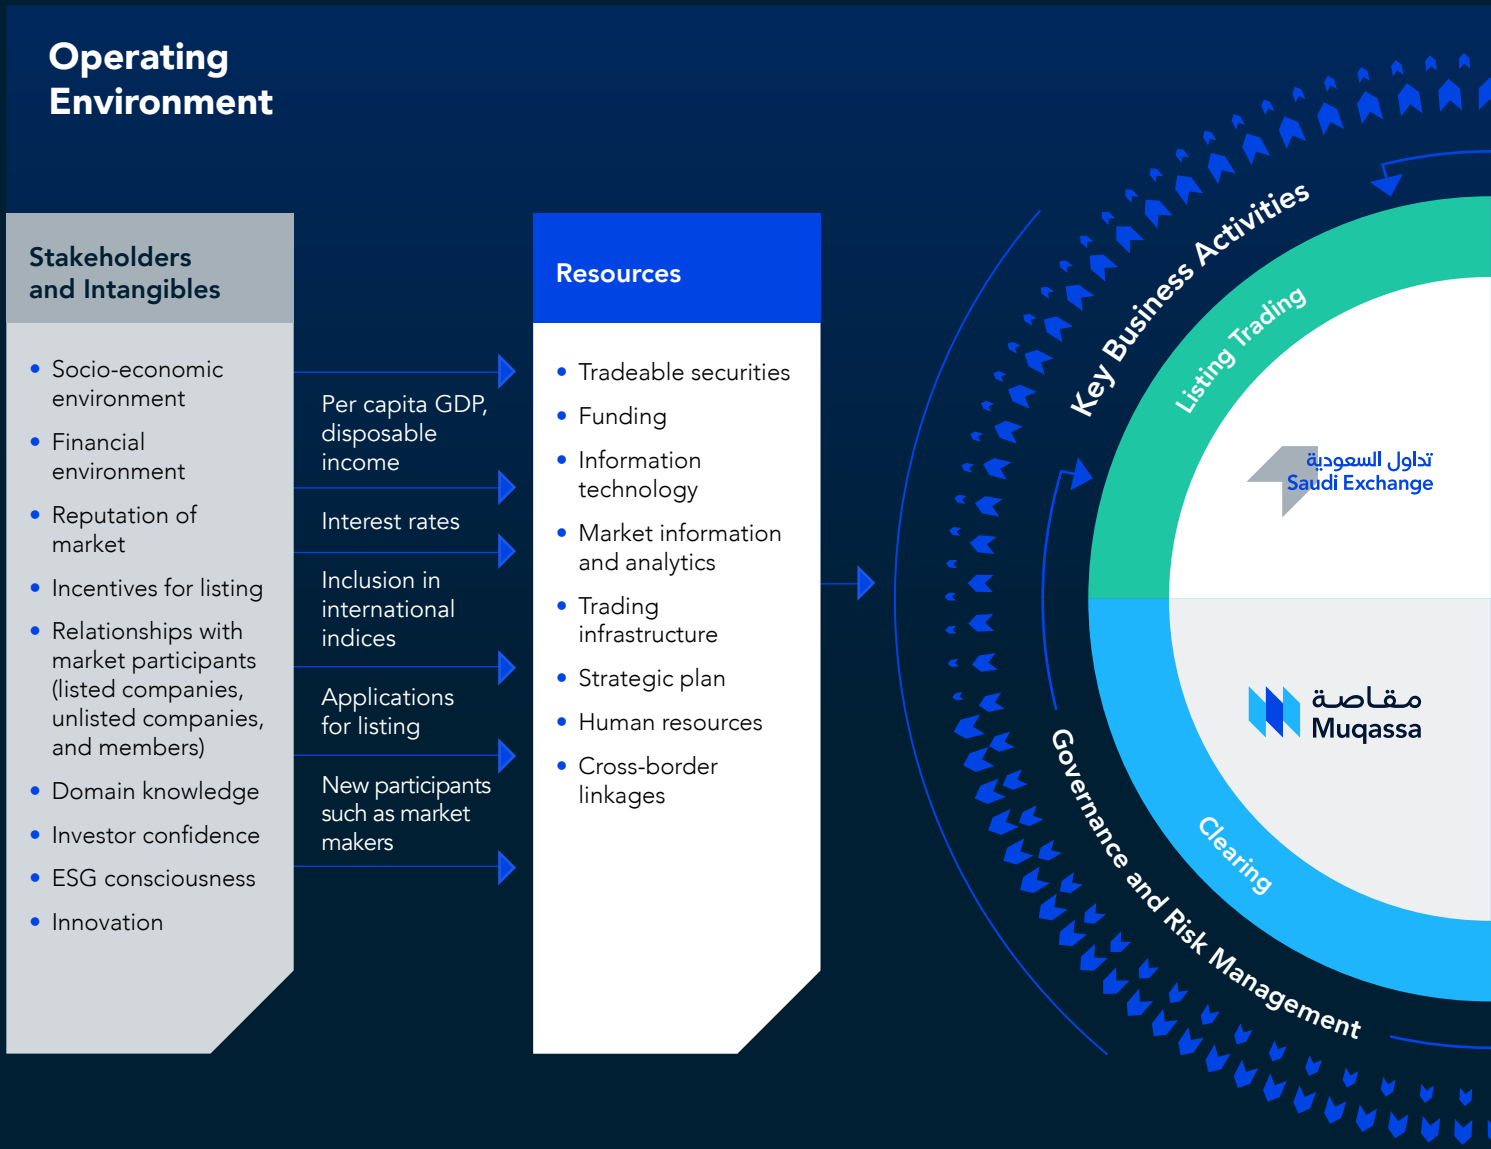 Operating
Environment
Stakeholders
and Intangibles
• Socio-economic
environment
• Financial
environment
• Reputation of
market
• Incentives for listing
• Relationships with
market participants
(listed companies,
unlisted companies,
and members)
• Domain knowledge
• Investor confidence
• ESG consciousness
• Innovation
Per capita GDP,
disposable
income
Interest rates
Inclusion in
international
indices
Applications
for listing
New participants
such as market
makers
Resources
• Tradeable securities
• Funding
• Information
technology
• Market information
and analytics
• Trading
infrastructure
• Strategic plan
• Human resources
• Cross-border
linkages
Key Business Activities
Listing Trading
تداول السعودية
Saudi Exchange
مقاصة
Muqassa
Clearing
Governance and Risk Management